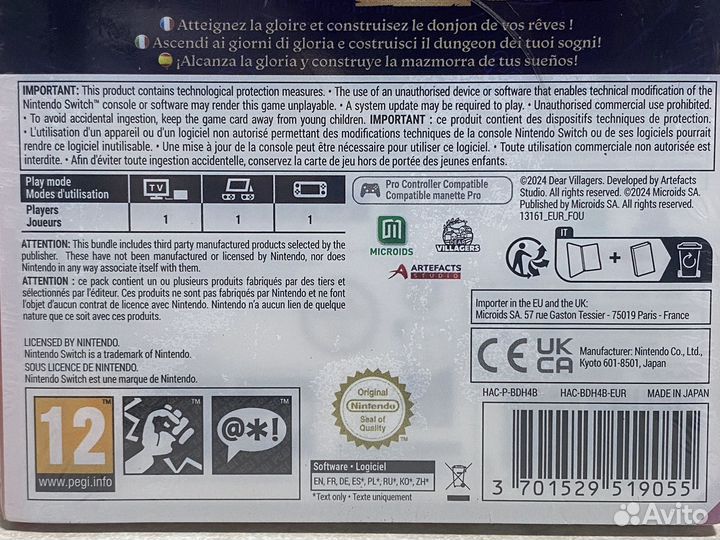 Atteignez la gloire et construisez le donjon de vos rêves !
Ascendi ai giorni di gloria e costruisci il dungeon dei tuoi sogni!
¡Alcanza la gloria y construye la mazmorra de tus sueños!
IMPORTANT: This product contains technological protection measures. • The use of an unauthorised device or software that enables technical modification of the
Nintendo Switch™ console or software may render this game unplayable. • A system update may be required to play. • Unauthorised commercial use prohibited.
• To avoid accidental ingestion, keep the game card away from young children. IMPORTANT : ce produit contient des dispositifs techniques de protection.
• L'utilisation d'un appareil ou d'un logiciel non autorisé permettant des modifications techniques de la console Nintendo Switch ou de ses logiciels pourrait
rendre ce logiciel inutilisable. • Une mise à jour de la console peut être nécessaire pour utiliser ce logiciel. • Toute utilisation commerciale non autorisée est
interdite. • Afin d'éviter toute ingestion accidentelle, conservez la carte de jeu hors de portée des jeunes enfants.
Play mode
Modes d'utilisation
TV
Players
Joueurs
1 1 1
Pro Controller Compatible
Compatible manette Pro
©2024 Dear Villagers. Developed by Artefacts
Studio. All rights reserved. ©2024 Microids SA.
Published by Microids SA. All rights reserved.
13161_EUR_FOU
ATTENTION: This bundle includes third party manufactured products selected by the
publisher. These have not been manufactured or licensed by Nintendo, nor does
Nintendo in any way associate itself with them.
ATTENTION : ce pack contient un ou plusieurs produits fabriqués par des tiers et
sélectionnés par l'éditeur. Ces produits ne sont pas fabriqués par Nintendo et ne font
l'objet d'aucun contrat de licence avec Nintendo. Nintendo n'a aucun lien de quelque
nature que ce soit avec ces produits.
MICROIDS
DEAR
VILLAGERS
ARTEFACTS
STUDIO
IT
+
Importer in the EU and the UK:
Microids SA. 57 rue Gaston Tessier - 75019 Paris - France
LICENSED BY NINTENDO.
Nintendo Switch is a trademark of Nintendo.
SOUS LICENCE DE NINTENDO.
Nintendo Switch est une marque de Nintendo.
CE UK
CA
Manufacturer: Nintendo Co., Ltd.,
Kyoto 601-8501, Japan
HAC-P-BDH4B HAC-BDH4B-EUR MADE IN JAPAN
12
www.pegi.info
PEGI
@*!
Original
Nintendo
Seal of
Quality
Software • Logiciel
EN, FR, DE, ES*, PL*, RU*, KO*, ZH*
*Text only • Texte uniquement
3 701529 519055
Avito